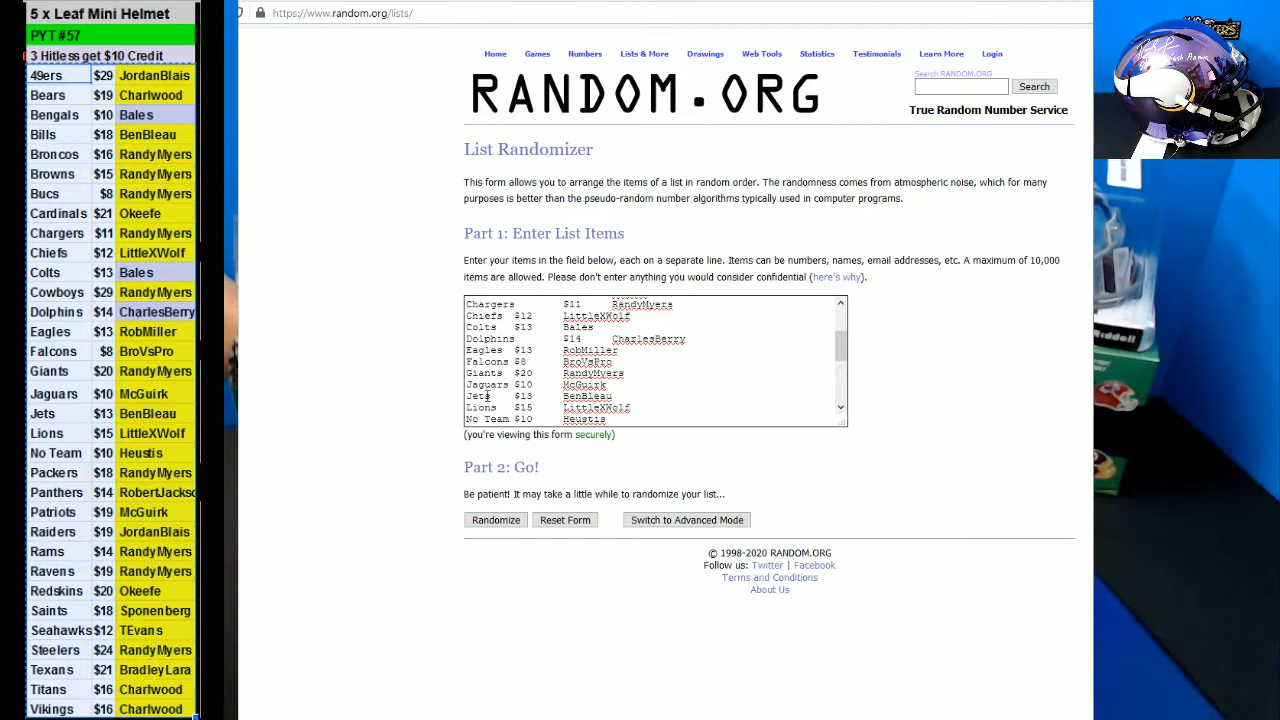 5 x Leaf Mini Helmet
PYT #57
3 Hitless get $10 Credit
49ers $29 JordanBlais
Bears $19 Charlwood
Bengals $10 Bales
Bills $18 BenBleau
Broncos $16 RandyMyers
Browns $15 RandyMyers
Bucs $8 RandyMyers
Cardinals $21 Okeefe
Chargers $11 RandyMyers
Chiefs $12 LittleXWolf
Colts $13 Bales
Cowboys $29 RandyMyers
Dolphins $14 CharlesBerry
Eagles $13 RobMiller
Falcons $8 BroVsPro
Giants $20 RandyMyers
Jaguars $10 McGuirk
Jets $13 BenBleau
Lions $15 LittleXWolf
No Team $10 Heustis
Packers $18 RandyMyers
Panthers $14 RobertJackso
Patriots $19 McGuirk
Raiders $19 JordanBlais
Rams $14 RandyMyers
Ravens $19 RandyMyers
Redskins $20 Okeefe
Saints $18 Sponenberg
Seahawks $12 TEvans
Steelers $24 RandyMyers
Texans $21 BradleyLara
Titans $16 Charlwood
Vikings $16 Charlwood
https://www.random.org/lists/
Home Games Numbers Lists & More Drawings Web Tools Statistics Testimonials Learn More Login
RANDOM.ORG
Search RANDOM.ORG
Search
True Random Number Service
List Randomizer
This form allows you to arrange the items of a list in random order. The randomness comes from atmospheric noise, which for many
purposes is better than the pseudo-random number algorithms typically used in computer programs.
Part 1: Enter List Items
Enter your items in the field below, each on a separate line. Items can be numbers, names, email addresses, etc. A maximum of 10,000
items are allowed. Please don't enter anything you would consider confidential (here's why).
Chargers $11 RandyMyers
Chiefs $12 LittleXWolf
Colts $13 Bales
Dolphins $14 CharlesBerry
Eagles $13 RobMiller
Falcons $8 BroVsPro
Giants $20 RandyMyers
Jaguars $10 McGuirk
Jets $13 BenBleau
Lions $15 LittleXWolf
No Team $10 Heustis
(you're viewing this form securely)
Part 2: Go!
Be patient! It may take a little while to randomize your list...
Randomize Reset Form Switch to Advanced Mode
© 1998-2020 RANDOM.ORG
Follow us: Twitter | Facebook
Terms and Conditions
About Us